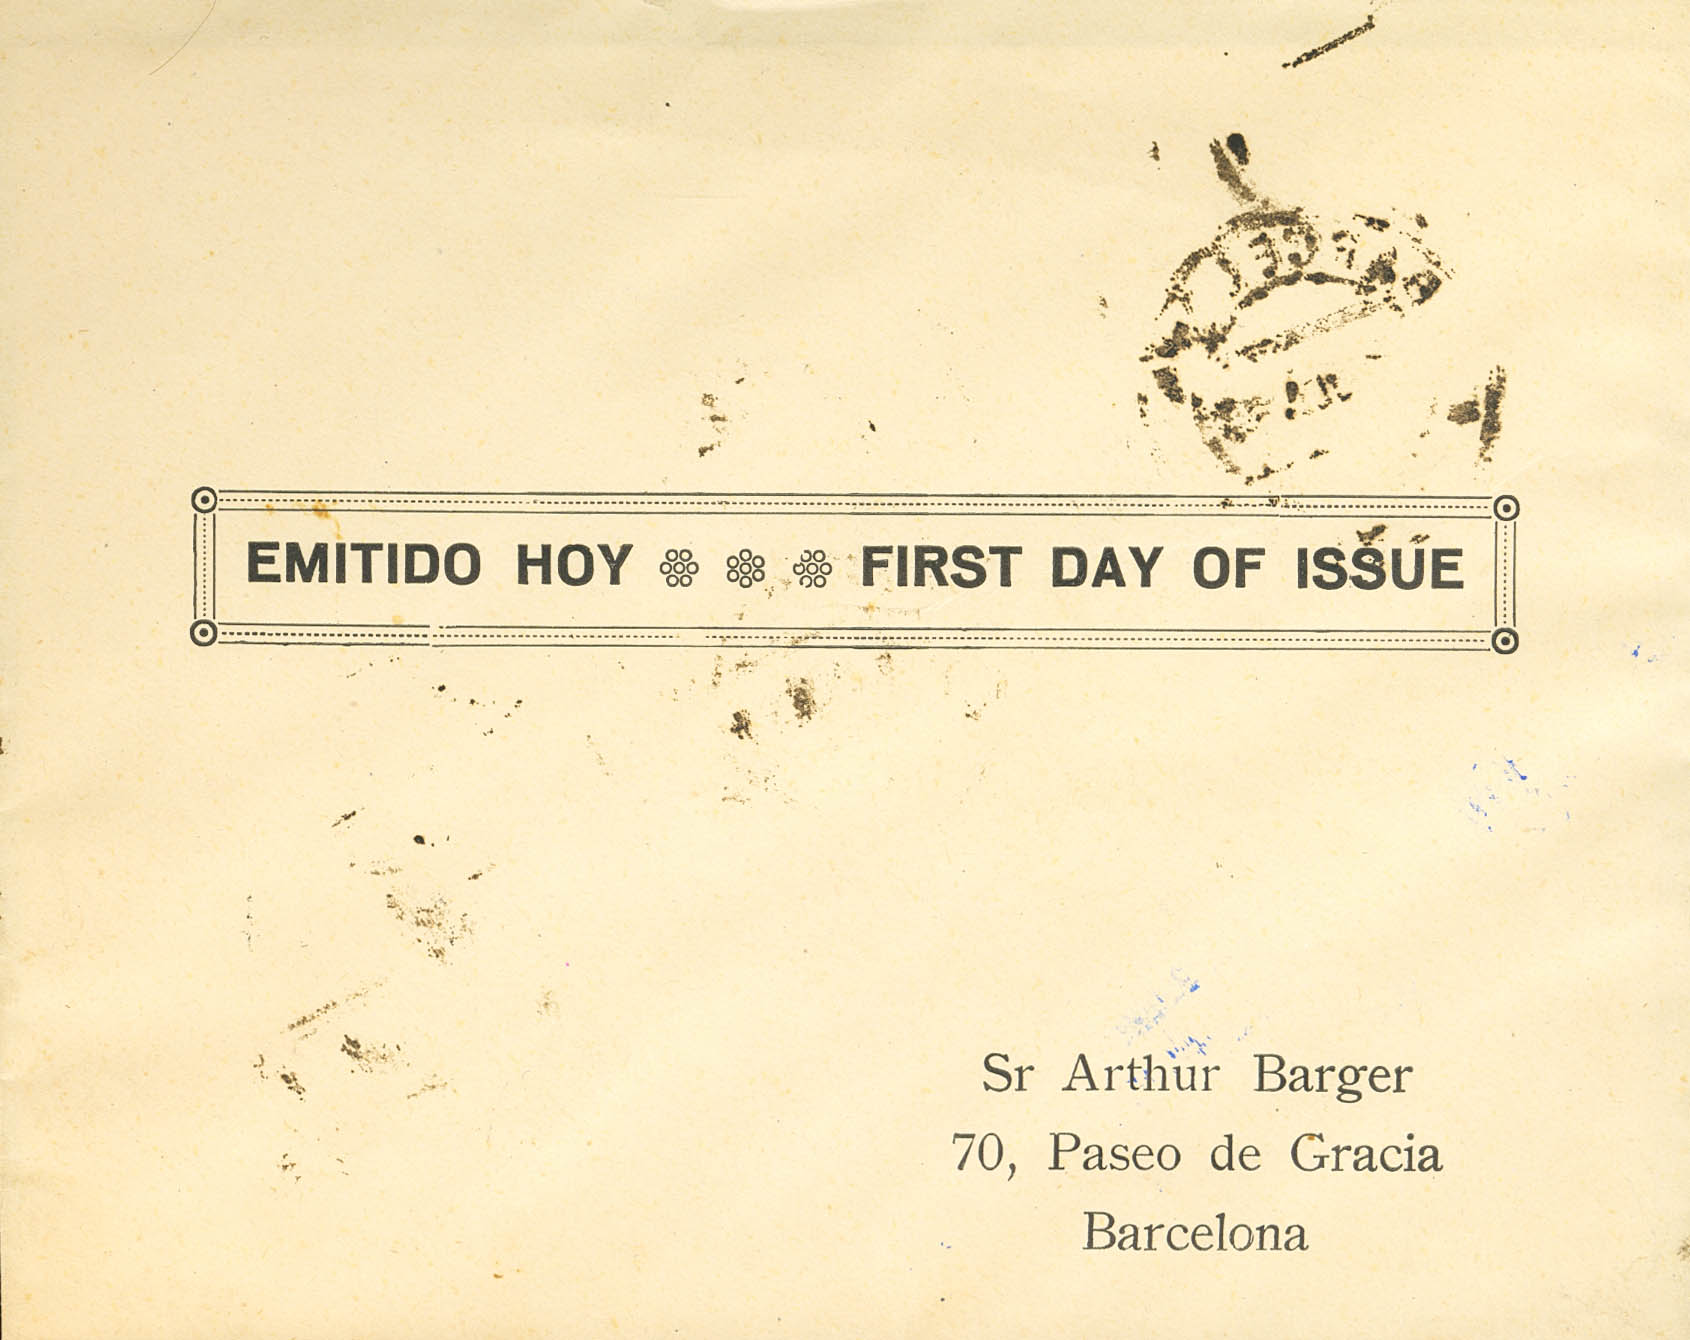 EMITIDO HOY FIRST DAY OF ISSUE
Sr Arthur Barger
70, Paseo de Gracia
Barcelona